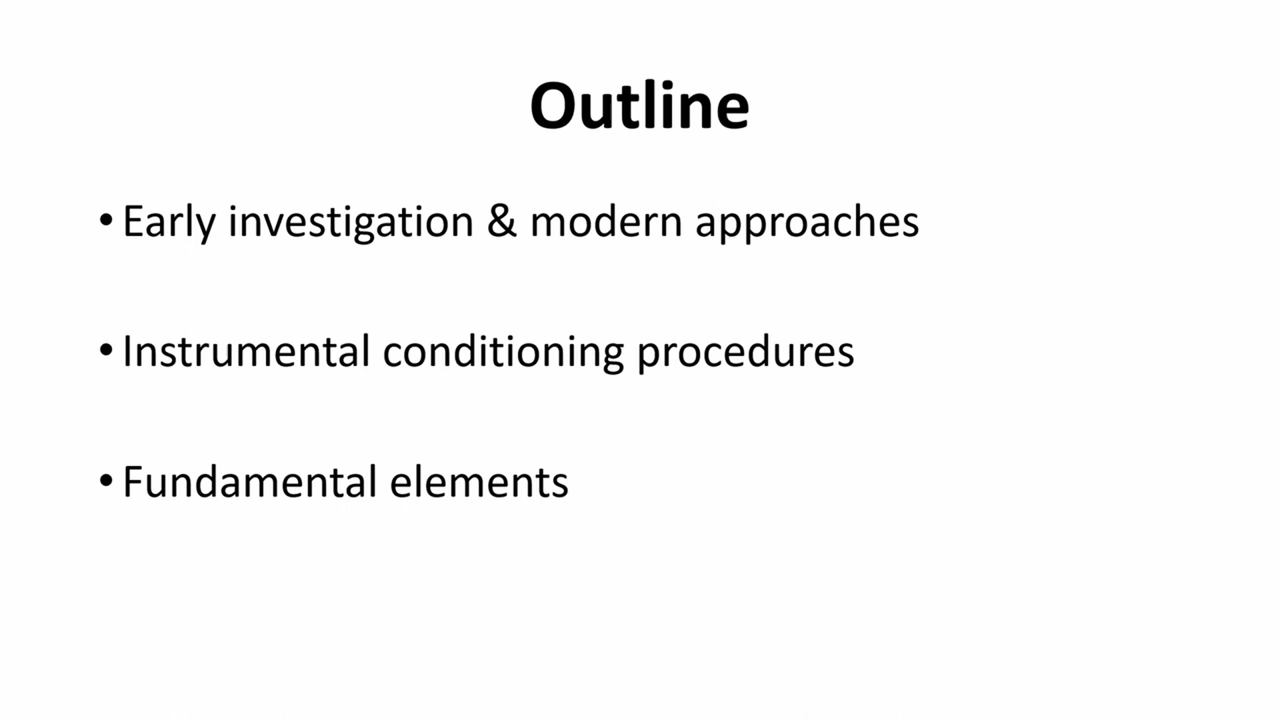 Outline
• Early investigation & modern approaches
• Instrumental conditioning procedures
• Fundamental elements